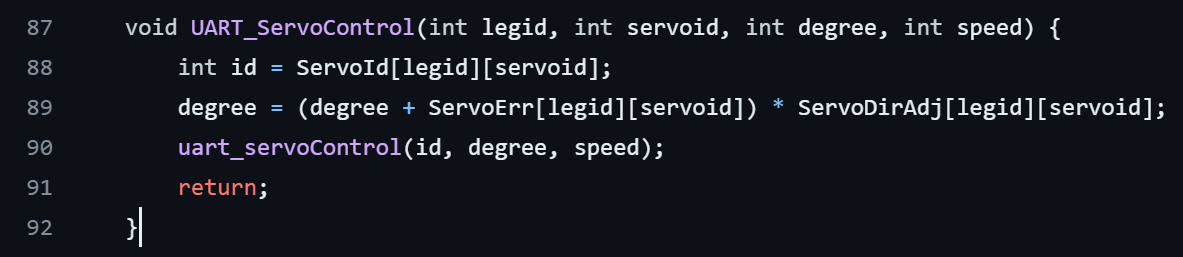 87 void UART_ServoControl(int legid, int servoid, int degree, int speed) {
88 int id = ServoId[legid][servoid];
89 degree = (degree + ServoErr[legid][servoid]) * ServoDirAdj[legid][servoid];
90 uart_servoControl(id, degree, speed);
91 return;
92 }